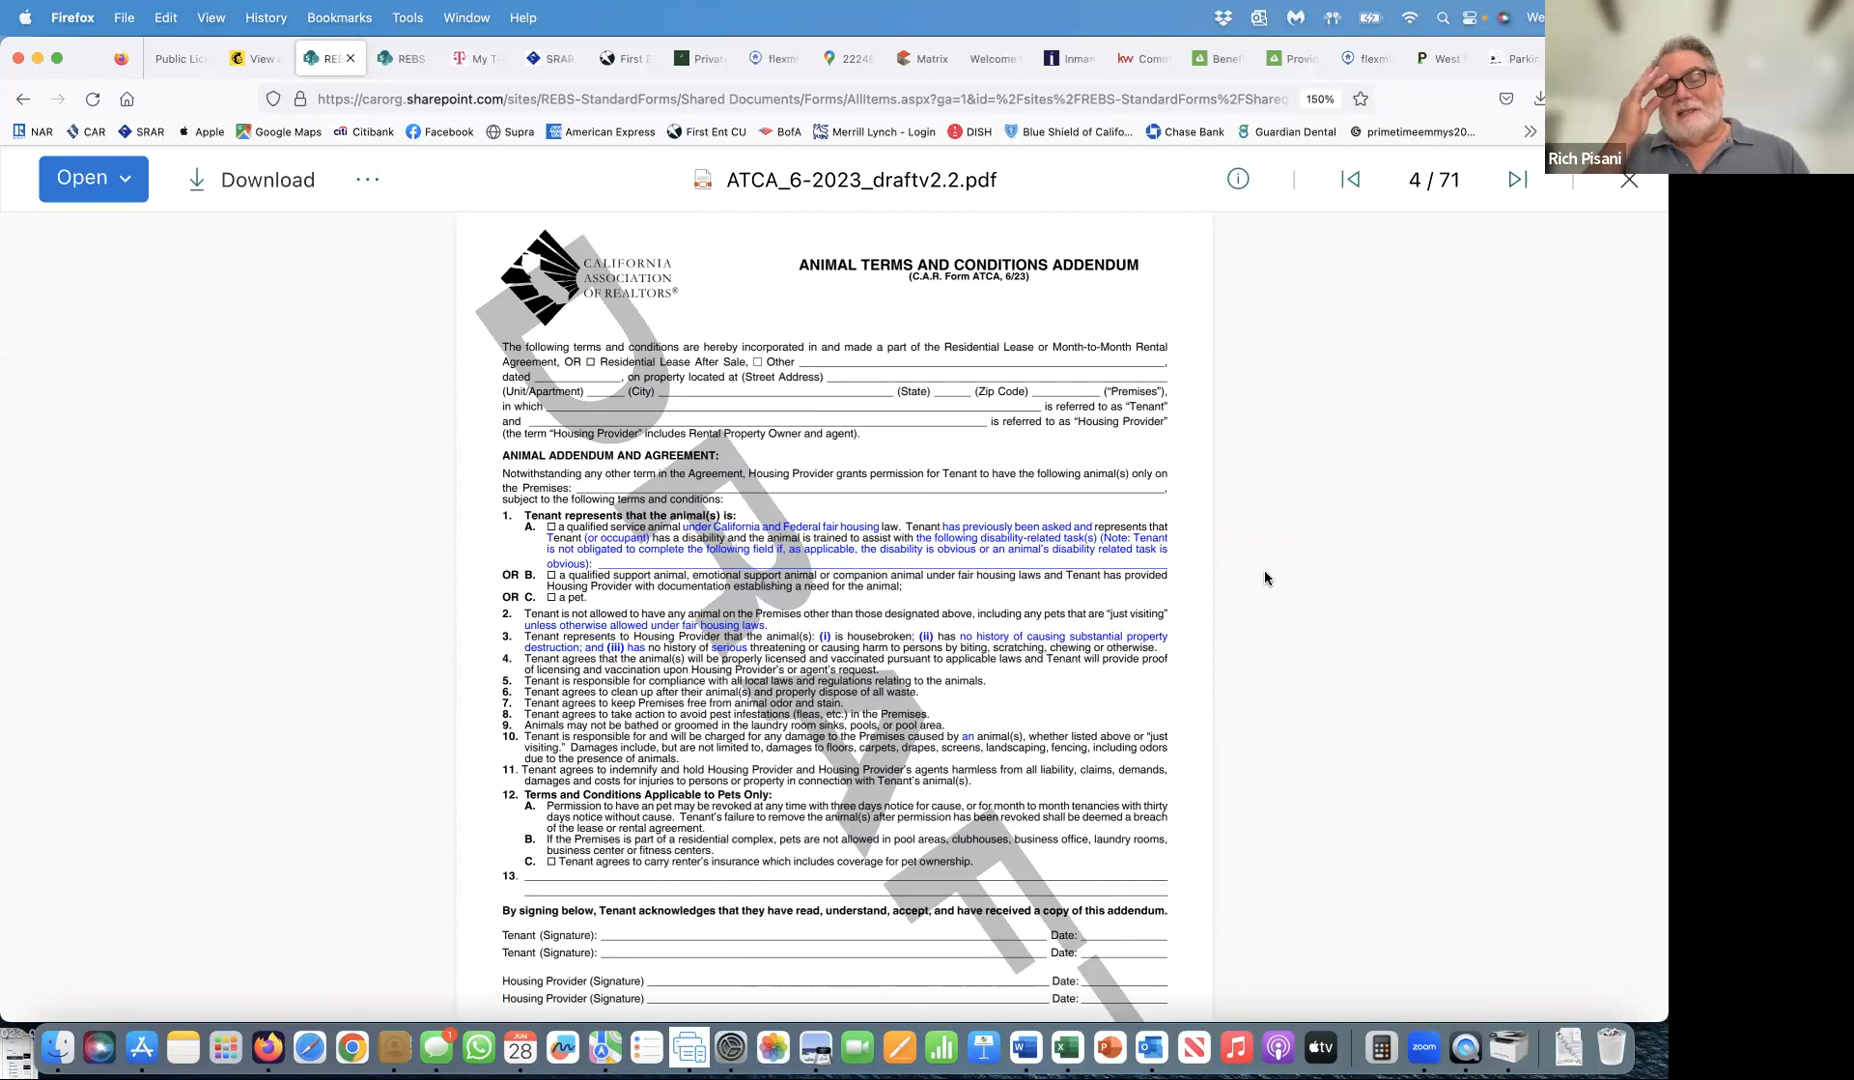 Firefox File Edit View History Bookmarks Tools Window Help We
Public Lic View o REE REBS My T- SRAR First E Private flexm 22246 Matrix Welcome Inman Comm Benef Provid flexm West Parkin
https://carorg.sharepoint.com/sites/REBS-StandardForms/Shared Documents/Forms/AllItems.aspx?ga=1&id=%2Fsites%2FREBS-StandardForms%2FShared 150%
NAR CAR SRAR Apple Google Maps citi Citibank Facebook Supra American Express First Ent CU BofA Merrill Lynch - Login DISH Blue Shield of Califo... Chase Bank Guardian Dental primetimeemmys20...
Rich Pisani
Open Download ... ATCA_6-2023_draftv2.2.pdf 4 / 71
CALIFORNIA
ASSOCIATION
OF REALTORS®
ANIMAL TERMS AND CONDITIONS ADDENDUM
(C.A.R. Form ATCA, 6/23)
DRAFT
The following terms and conditions are hereby incorporated in and made a part of the Residential Lease or Month-to-Month Rental
Agreement, OR ☐ Residential Lease After Sale, ☐ Other ,
dated , on property located at (Street Address)
(Unit/Apartment) (City) (State) (Zip Code) (“Premises”),
in which is referred to as “Tenant”
and is referred to as “Housing Provider”
(the term “Housing Provider” includes Rental Property Owner and agent).
ANIMAL ADDENDUM AND AGREEMENT:
Notwithstanding any other term in the Agreement, Housing Provider grants permission for Tenant to have the following animal(s) only on
the Premises: ,
subject to the following terms and conditions:
1. Tenant represents that the animal(s) is:
A. ☐ a qualified service animal under California and Federal fair housing law. Tenant has previously been asked and represents that
Tenant (or occupant) has a disability and the animal is trained to assist with the following disability-related task(s) (Note: Tenant
is not obligated to complete the following field if, as applicable, the disability is obvious or an animal’s disability related task is
obvious):
OR B. ☐ a qualified support animal, emotional support animal or companion animal under fair housing laws and Tenant has provided
Housing Provider with documentation establishing a need for the animal;
OR C. ☐ a pet.
2. Tenant is not allowed to have any animal on the Premises other than those designated above, including any pets that are “just visiting”
unless otherwise allowed under fair housing laws.
3. Tenant represents to Housing Provider that the animal(s): (i) is housebroken; (ii) has no history of causing substantial property
destruction; and (iii) has no history of serious threatening or causing harm to persons by biting, scratching, chewing or otherwise.
4. Tenant agrees that the animal(s) will be properly licensed and vaccinated pursuant to applicable laws and Tenant will provide proof
of licensing and vaccination upon Housing Provider’s or agent’s request.
5. Tenant is responsible for compliance with all local laws and regulations relating to the animals.
6. Tenant agrees to clean up after their animal(s) and properly dispose of all waste.
7. Tenant agrees to keep Premises free from animal odor and stain.
8. Tenant agrees to take action to avoid pest infestations (fleas, etc.) in the Premises.
9. Animals may not be bathed or groomed in the laundry room sinks, pools, or pool area.
10. Tenant is responsible for and will be charged for any damage to the Premises caused by an animal(s), whether listed above or “just
visiting.” Damages include, but are not limited to, damages to floors, carpets, drapes, screens, landscaping, fencing, including odors
due to the presence of animals.
11. Tenant agrees to indemnify and hold Housing Provider and Housing Provider’s agents harmless from all liability, claims, demands,
damages and costs for injuries to persons or property in connection with Tenant’s animal(s).
12. Terms and Conditions Applicable to Pets Only:
A. Permission to have an pet may be revoked at any time with three days notice for cause, or for month to month tenancies with thirty
days notice without cause. Tenant’s failure to remove the animal(s) after permission has been revoked shall be deemed a breach
of the lease or rental agreement.
B. If the Premises is part of a residential complex, pets are not allowed in pool areas, clubhouses, business office, laundry rooms,
business center or fitness centers.
C. ☐ Tenant agrees to carry renter’s insurance which includes coverage for pet ownership.
13.
By signing below, Tenant acknowledges that they have read, understand, accept, and have received a copy of this addendum.
Tenant (Signature): Date:
Tenant (Signature): Date:
Housing Provider (Signature) Date:
Housing Provider (Signature) Date:
1 JUN 28 zoom tv